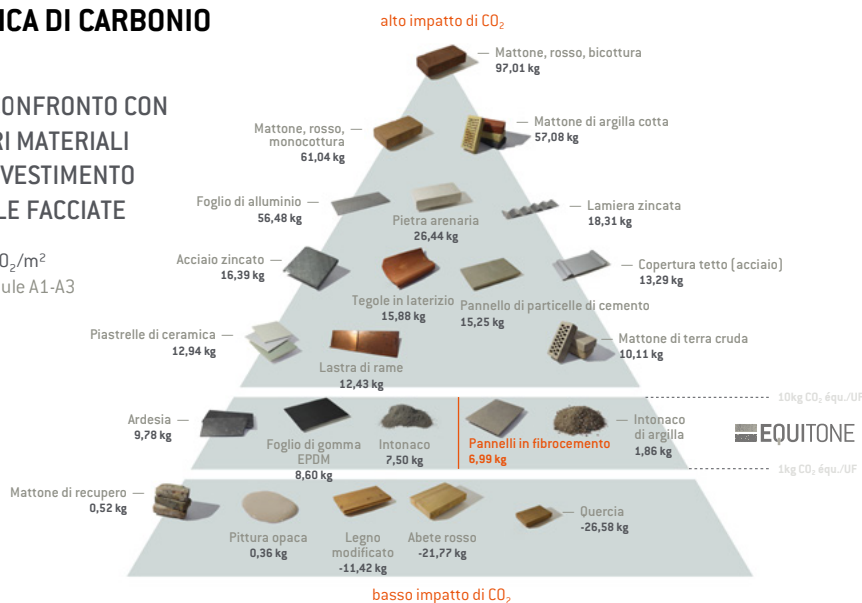 ICA DI CARBONIO
ONFRONTO CON
RI MATERIALI
VESTIMENTO
LE FACCIATE
O₂/m²
ule A1-A3
alto impatto di CO₂
Mattone, rosso, bicottura
97,01 kg
Mattone, rosso,
monocottura
61,04 kg
Mattone di argilla cotta
57,08 kg
Foglio di alluminio
56,48 kg
Pietra arenaria
26,44 kg
Lamiera zincata
18,31 kg
Acciaio zincato
16,39 kg
Tegole in laterizio
15,88 kg
Pannello di particelle di cemento
15,25 kg
Copertura tetto (acciaio)
13,29 kg
Piastrelle di ceramica
12,94 kg
Lastra di rame
12,43 kg
Mattone di terra cruda
10,11 kg
10kg CO₂ équ./UF
Ardesia
9,78 kg
Foglio di gomma
EPDM
8,60 kg
Intonaco
7,50 kg
Pannelli in fibrocemento
6,99 kg
Intonaco
di argilla
1,86 kg
EQUITONE
1kg CO₂ équ./UF
Mattone di recupero
0,52 kg
Pittura opaca
0,36 kg
Legno
modificato
-11,42 kg
Abete rosso
-21,77 kg
Quercia
-26,58 kg
basso impatto di CO₂